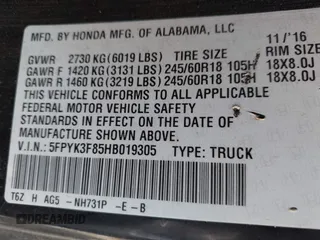 MFD. BY HONDA MFG. OF ALABAMA, LLC 11/'16
GVWR 2730 KG (6019 LBS) TIRE SIZE RIM SIZE
GAWR F 1420 KG (3131 LBS) 245/60R18 105H 18X8.0J
GAWR R 1460 KG (3219 LBS) 245/60R18 105H 18X8.0J
THIS VEHICLE CONFORMS TO ALL APPLICABLE
FEDERAL MOTOR VEHICLE SAFETY
STANDARDS IN EFFECT ON THE DATE OF
MANUFACTURE SHOWN ABOVE.
V.I.N.: 5FPYK3F85HB019305 TYPE: TRUCK
T6Z H AG5 -NH731P -E-B
DREAMBID